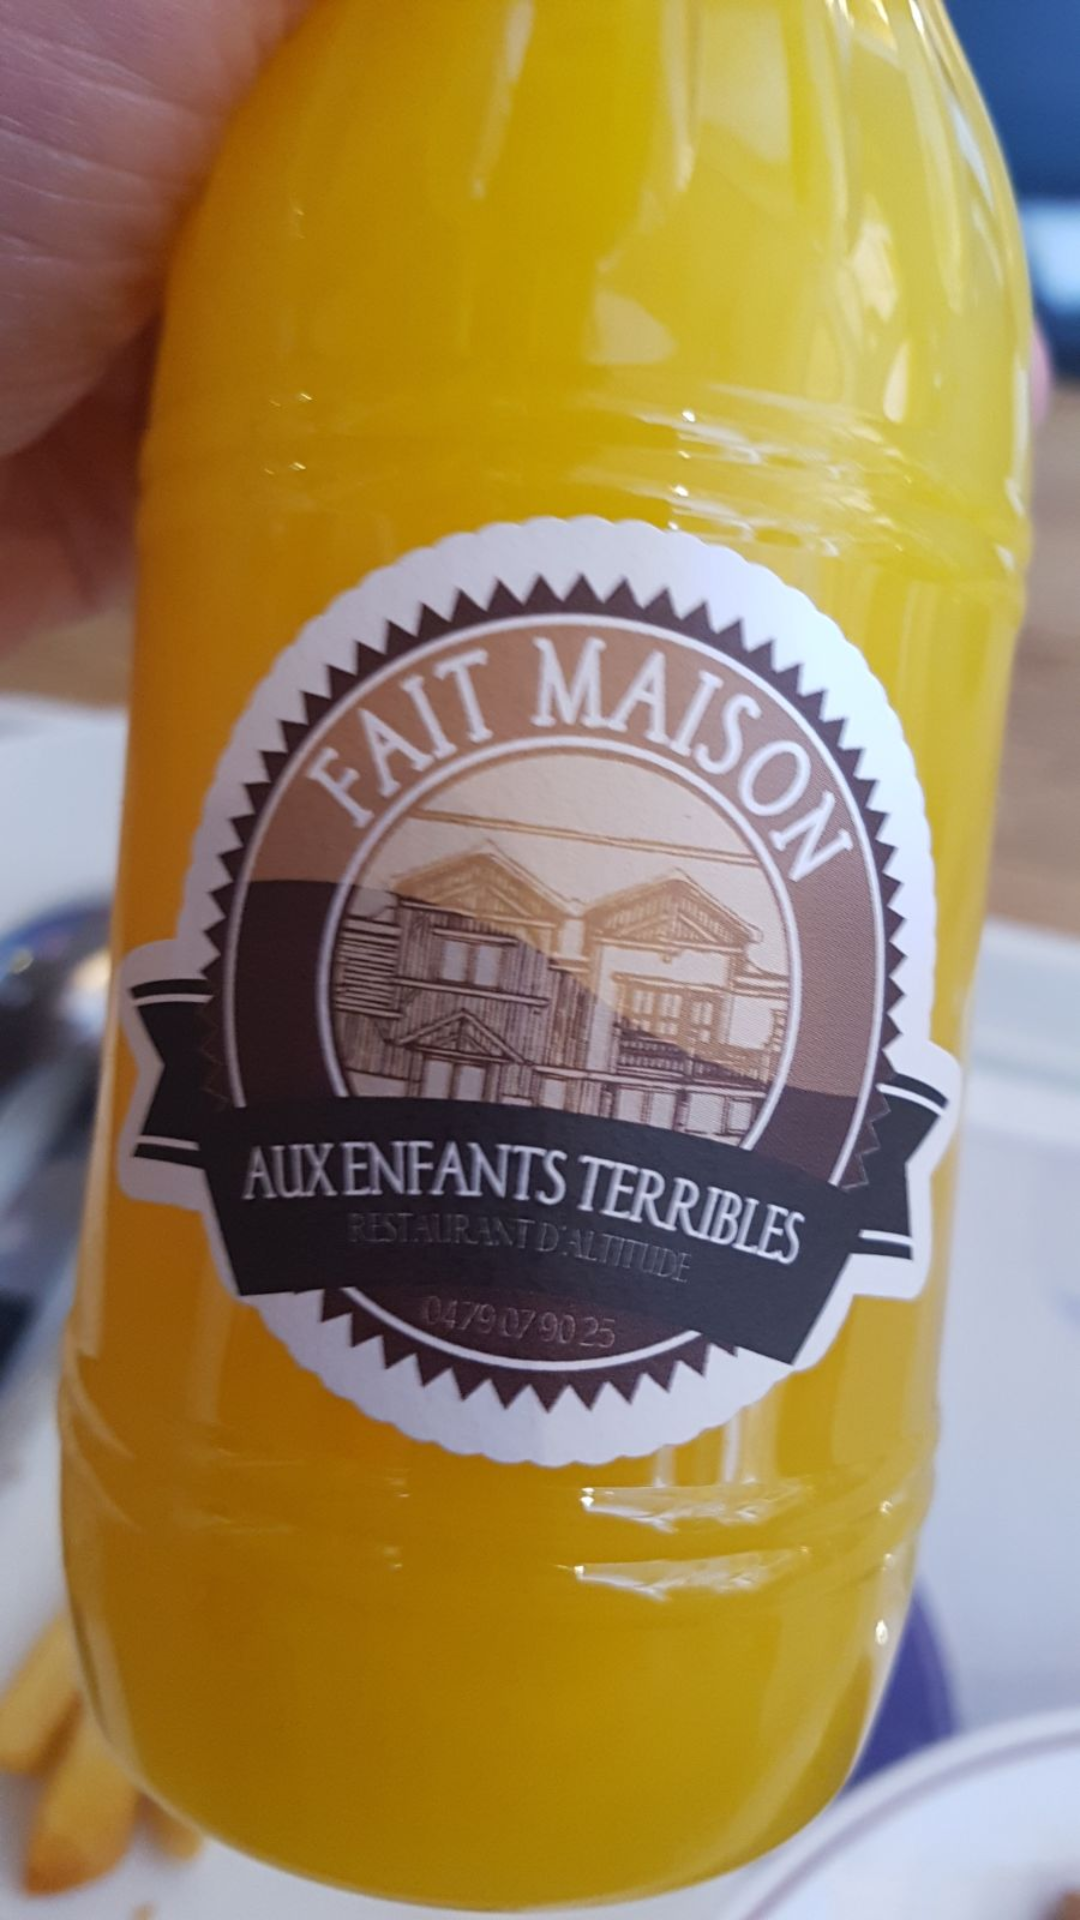 FAIT MAISON
AUX ENFANTS TERRIBLES
RESTAURANT D'ALTITUDE
0479 07 90 25